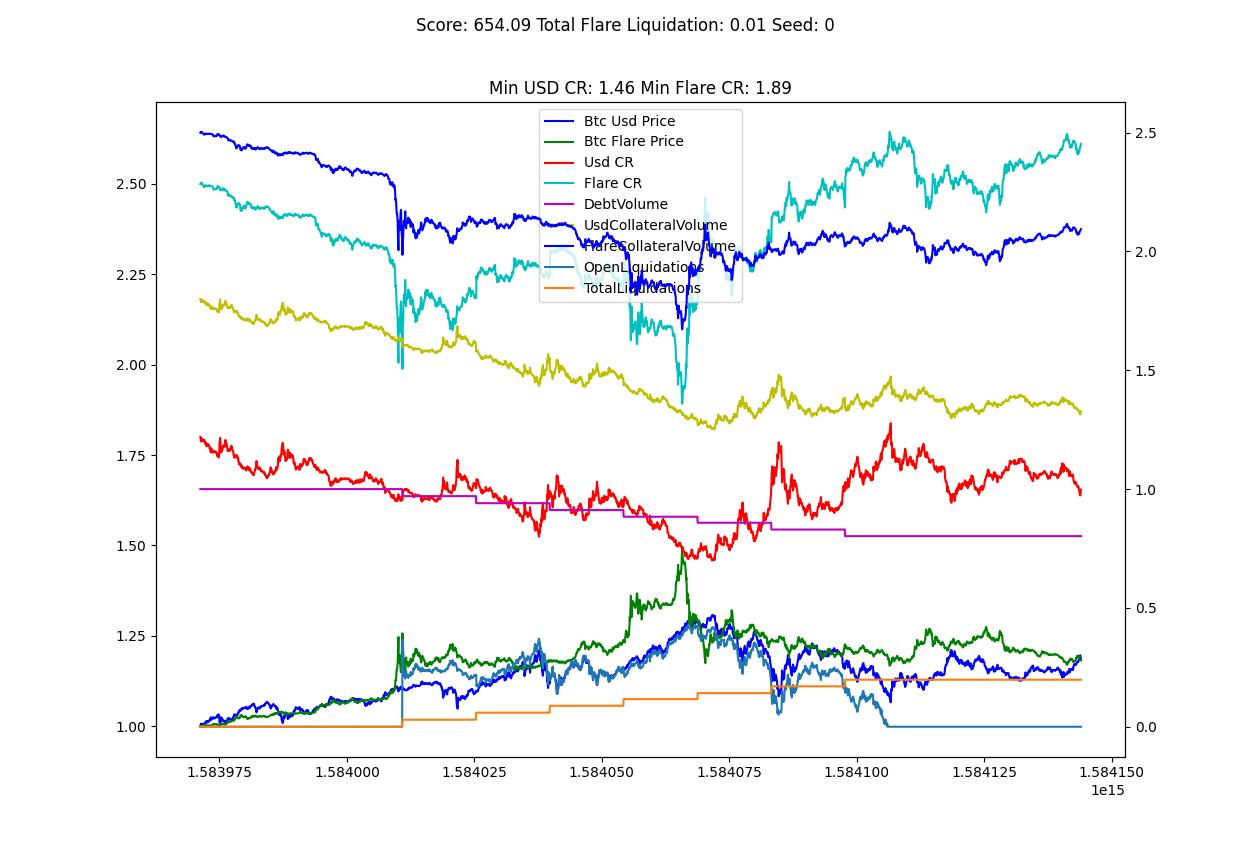 Score: 654.09 Total Flare Liquidation: 0.01 Seed: 0
Min USD CR: 1.46 Min Flare CR: 1.89
Btc Usd Price
Btc Flare Price
Usd CR
Flare CR
DebtVolume
UsdCollateralVolume
FlareCollateralVolume
OpenLiquidations
TotalLiquidations
2.50
2.25
2.00
1.75
1.50
1.25
1.00
2.5
2.0
1.5
1.0
0.5
0.0
1.583975 1.584000 1.584025 1.584050 1.584075 1.584100 1.584125 1.584150
1e15